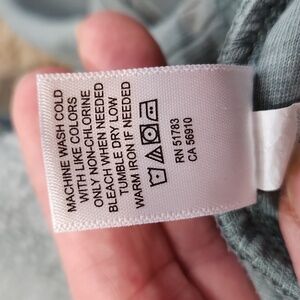 MACHINE WASH COLD
WITH LIKE COLORS
ONLY NON-CHLORINE
BLEACH WHEN NEEDED
TUMBLE DRY LOW
WARM IRON IF NEEDED
RN 51783
CA 56910